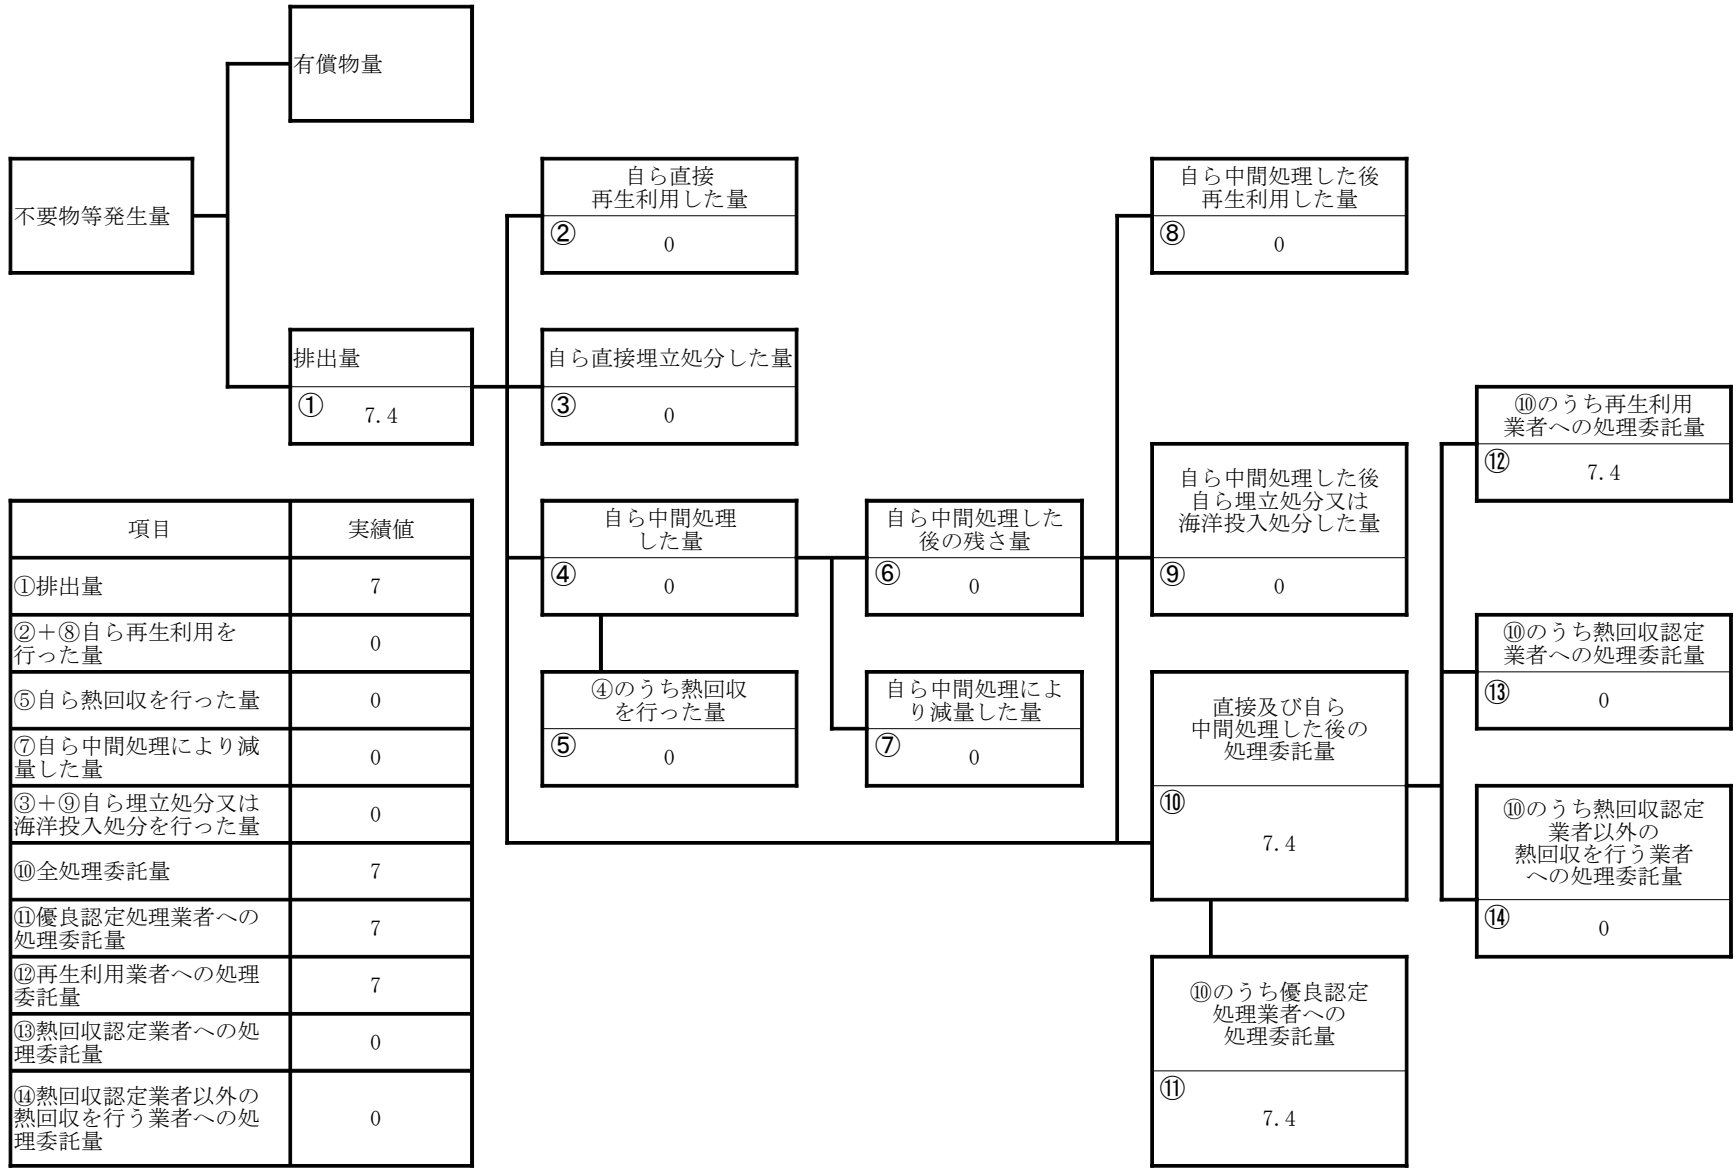 有償物量
不要物等発生量
自ら直接
再生利用した量
②
0
自ら中間処理した後
再生利用した量
⑧
0
排出量
①
7.4
自ら直接埋立処分した量
③
0
⑩のうち再生利用
業者への処理委託量
⑫
7.4
自ら中間処理
した量
④
0
自ら中間処理した
後の残さ量
⑥
0
自ら中間処理した後
自ら埋立処分又は
海洋投入処分した量
⑨
0
⑩のうち熱回収認定
業者への処理委託量
⑬
0
④のうち熱回収
を行った量
⑤
0
自ら中間処理によ
り減量した量
⑦
0
直接及び自ら
中間処理した後の
処理委託量
⑩
7.4
⑩のうち熱回収認定
業者以外の
熱回収を行う業者
への処理委託量
⑭
0
⑩のうち優良認定
処理業者への
処理委託量
⑪
7.4
項目 実績値
①排出量 7
②+⑧自ら再生利用を
行った量 0
⑤自ら熱回収を行った量 0
⑦自ら中間処理により減
量した量 0
③+⑨自ら埋立処分又は
海洋投入処分を行った量 0
⑩全処理委託量 7
⑪優良認定処理業者への
処理委託量 7
⑫再生利用業者への処理
委託量 7
⑬熱回収認定業者への処
理委託量 0
⑭熱回収認定業者以外の
熱回収を行う業者への処
理委託量 0